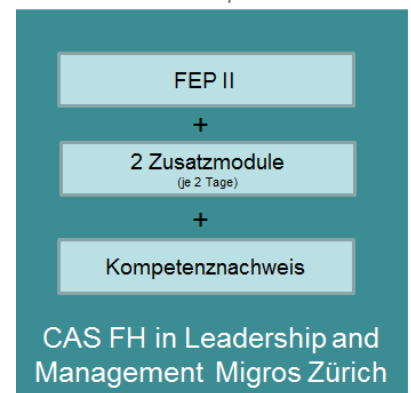 FEP II
+
2 Zusatzmodule
(je 2 Tage)
+
Kompetenznachweis
CAS FH in Leadership and
Management Migros Zürich